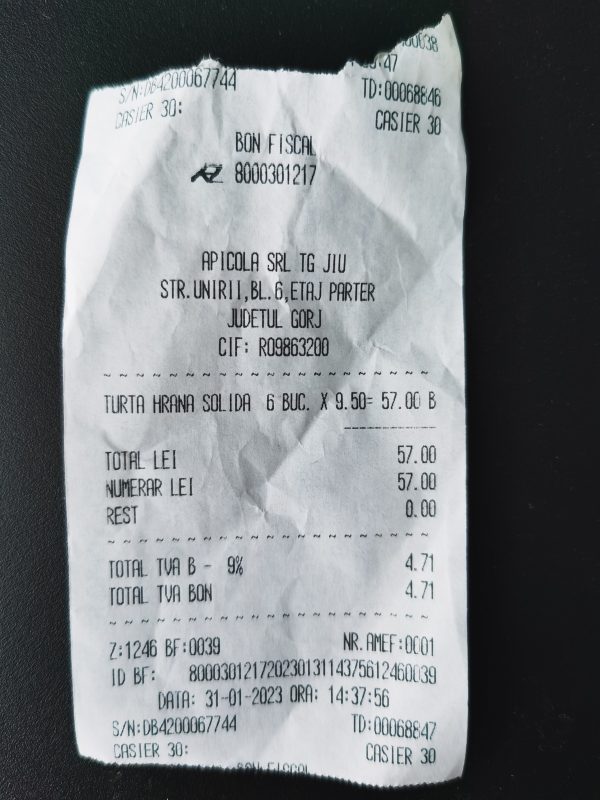 0038
S/N:DB4200067744 TD:00068846
CASIER 30: CASIER 30
BON FISCAL
8000301217
APICOLA SRL TG JIU
STR.UNIRII,BL.6,ETAJ PARTER
JUDETUL GORJ
CIF: RO9863200
~ ~ ~ ~ ~ ~ ~ ~ ~ ~ ~ ~ ~ ~ ~ ~ ~ ~ ~ ~
TURTA HRANA SOLIDA 6 BUC. X 9.50= 57.00 B
------------
TOTAL LEI 57.00
NUMERAR LEI 57.00
REST 0.00
~ ~ ~ ~ ~ ~ ~ ~ ~ ~ ~ ~ ~ ~ ~ ~ ~ ~ ~ ~
TOTAL TVA B - 9% 4.71
TOTAL TVA BON 4.71
~ ~ ~ ~ ~ ~ ~ ~ ~ ~ ~ ~ ~ ~ ~ ~ ~ ~ ~ ~
Z:1246 BF:0039 NR.AMEF:0001
ID BF: 80003012172023013114375612460039
DATA: 31-01-2023 ORA: 14:37:56
S/N:DB4200067744 TD:00068847
CASIER 30: CASIER 30
BON FISCAL